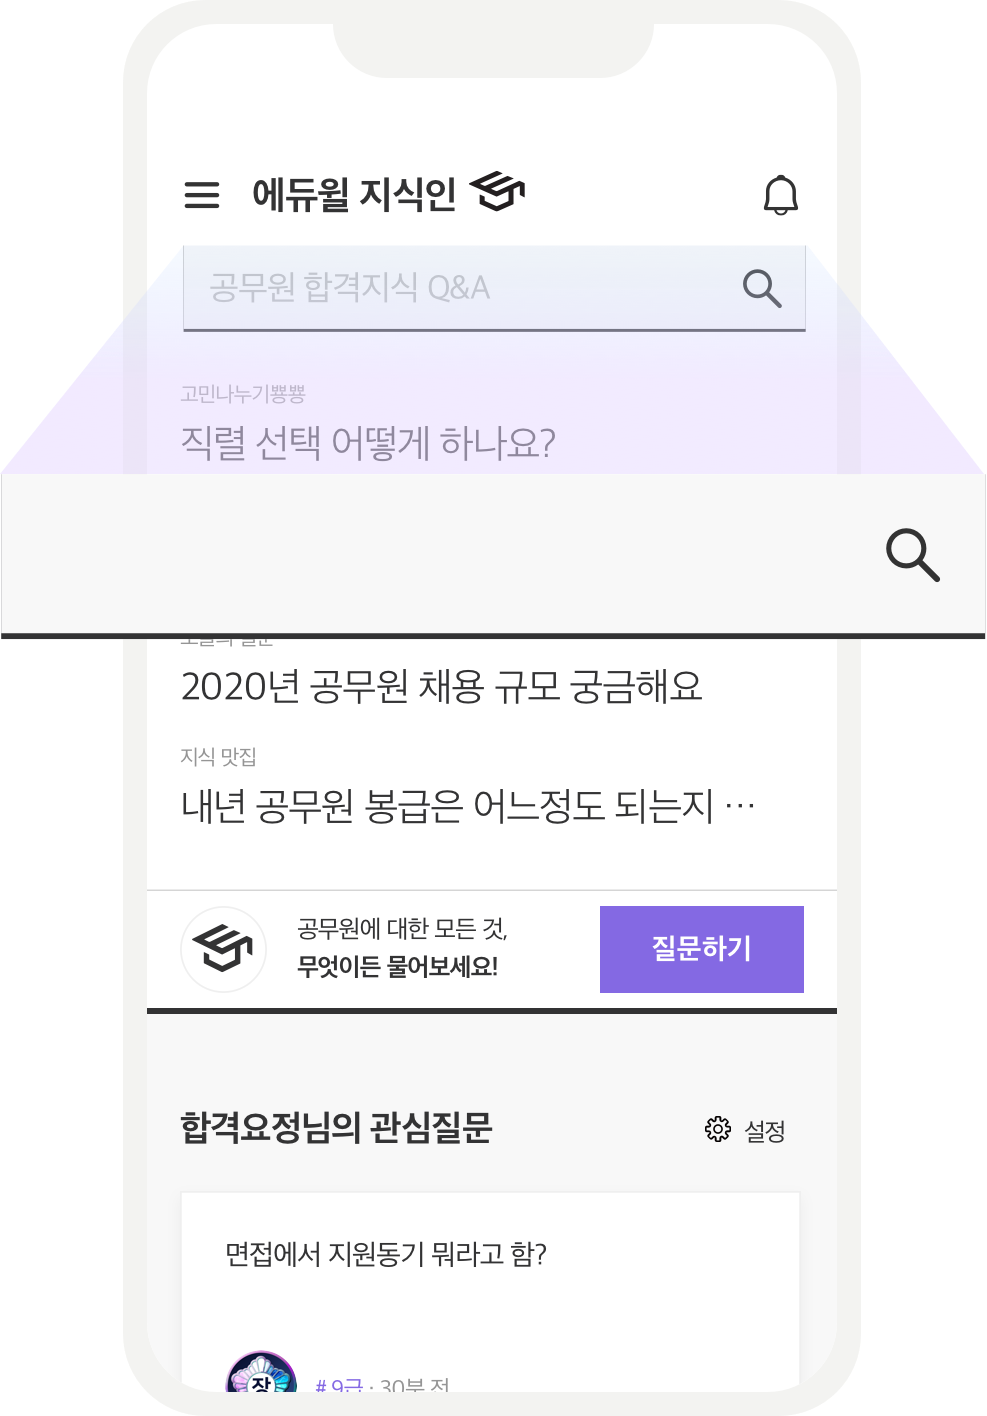 에듀윌 지식인
공무원 합격지식 Q&A
고민나누기뿅뿅
직렬 선택 어떻게 하나요?
2020년 공무원 채용 규모 궁금해요
지식 맛집
내년 공무원 봉급은 어느정도 되는지 ···
공무원에 대한 모든 것,
무엇이든 물어보세요!
질문하기
합격요정님의 관심질문
설정
면접에서 지원동기 뭐라고 함?
장
# 9급 · 30분 전